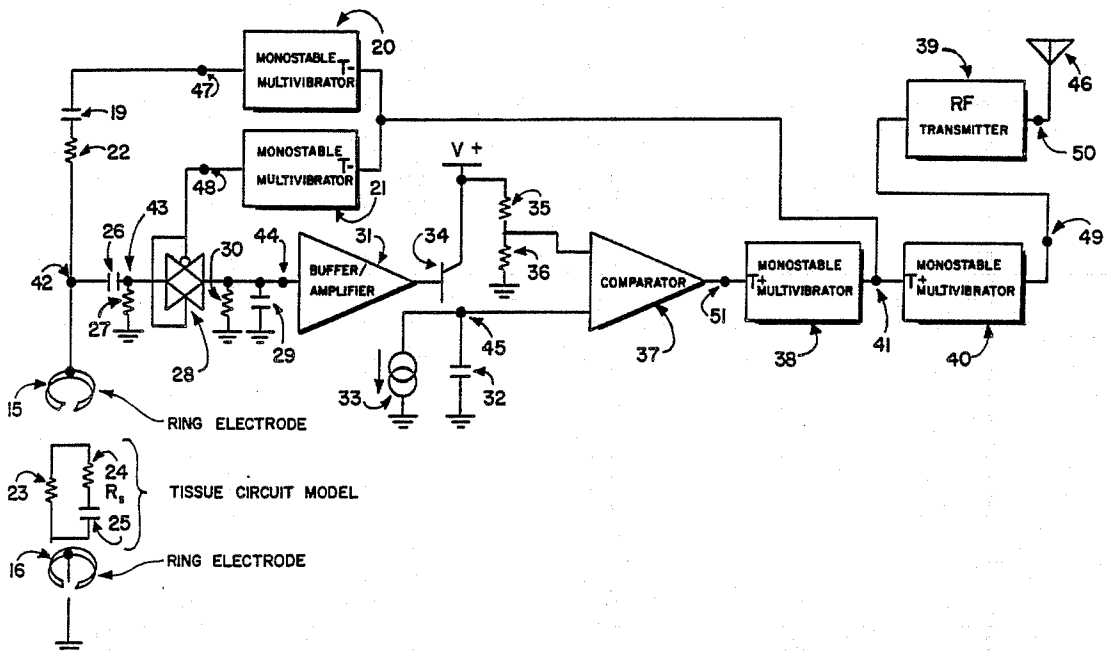 MONOSTABLE T-
MULTIVIBRATOR
20
47
19
22
MONOSTABLE T-
MULTIVIBRATOR
21
48
39
RF
TRANSMITTER
46
50
V+
35
36
34
43
26
42
27
28
30
44
29
31
BUFFER/
AMPLIFIER
COMPARATOR
37
51
MONOSTABLE
T+ MULTIVIBRATOR
38
41
MONOSTABLE
T+ MULTIVIBRATOR
40
49
45
33
32
15
RING ELECTRODE
23
24
Rs
25
TISSUE CIRCUIT MODEL
16
RING ELECTRODE